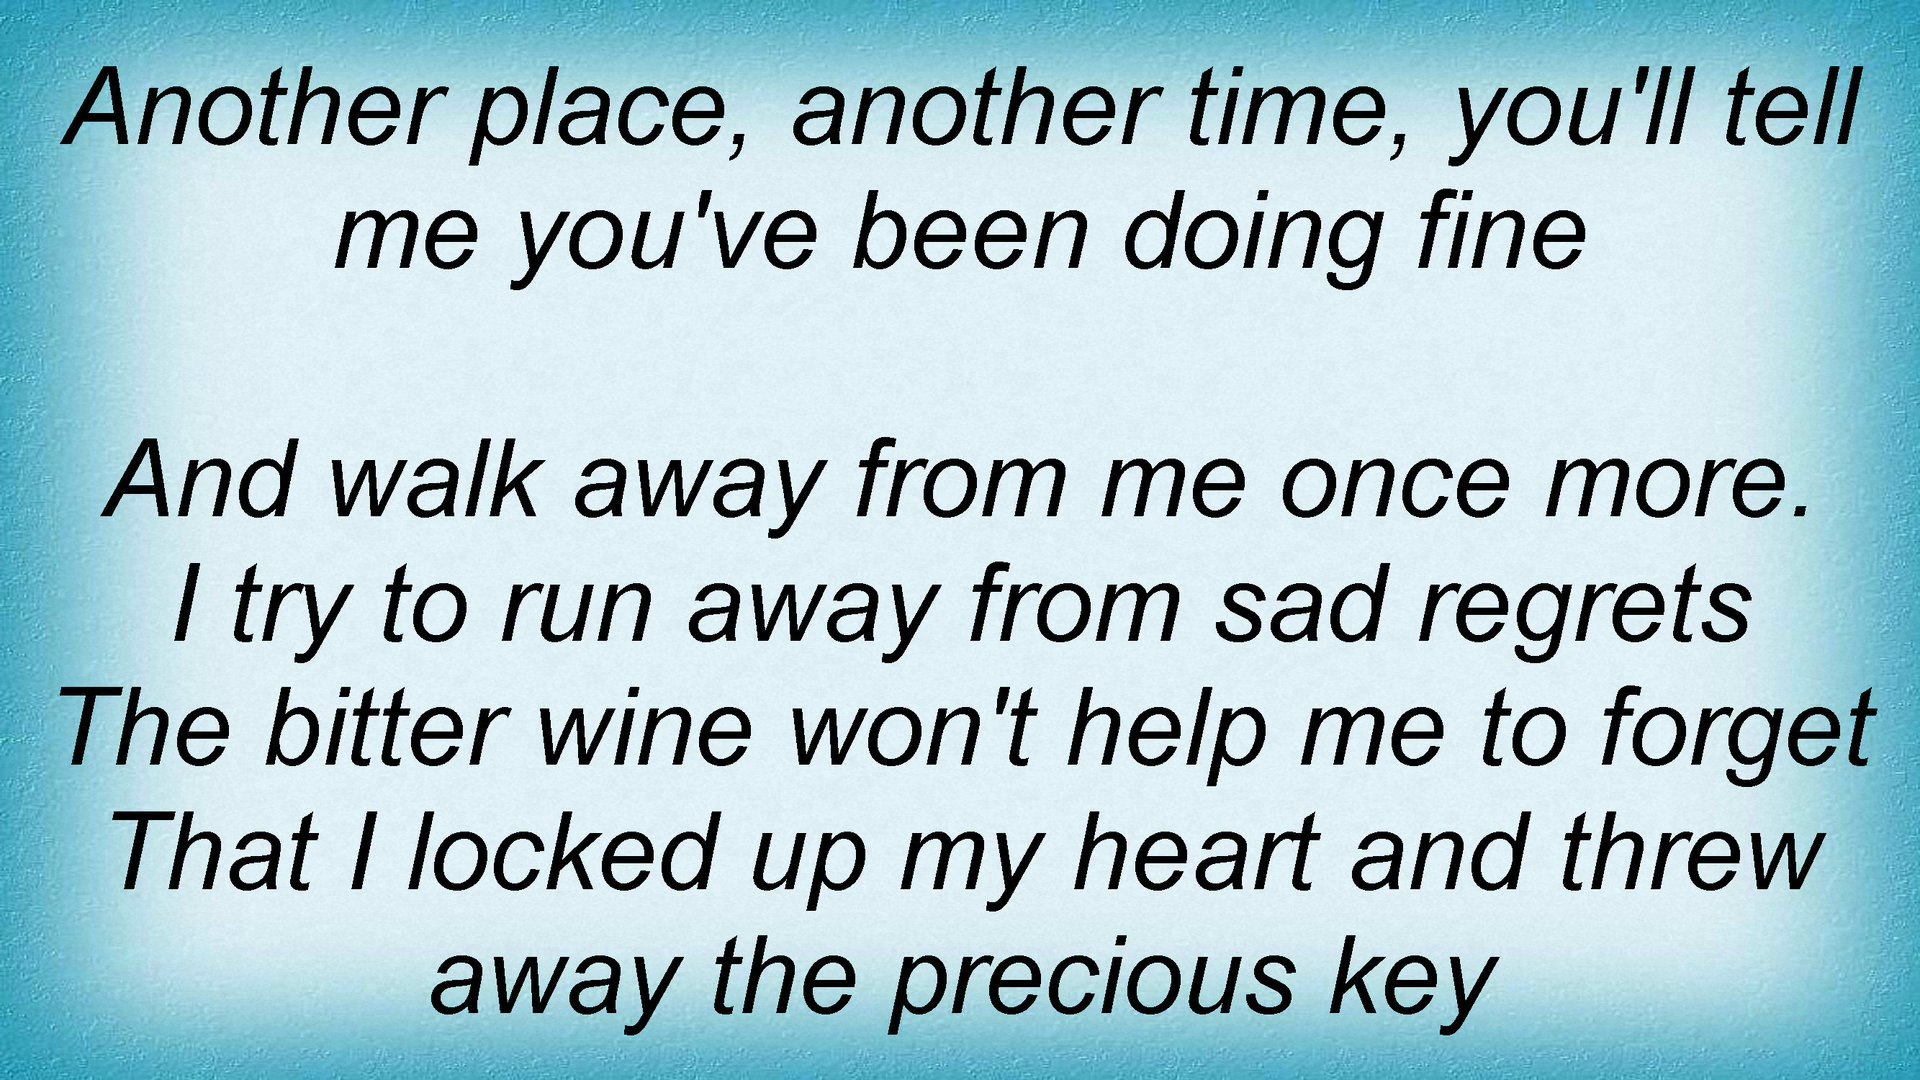 Another place, another time, you'll tell
me you've been doing fine
And walk away from me once more.
I try to run away from sad regrets
The bitter wine won't help me to forget
That I locked up my heart and threw
away the precious key